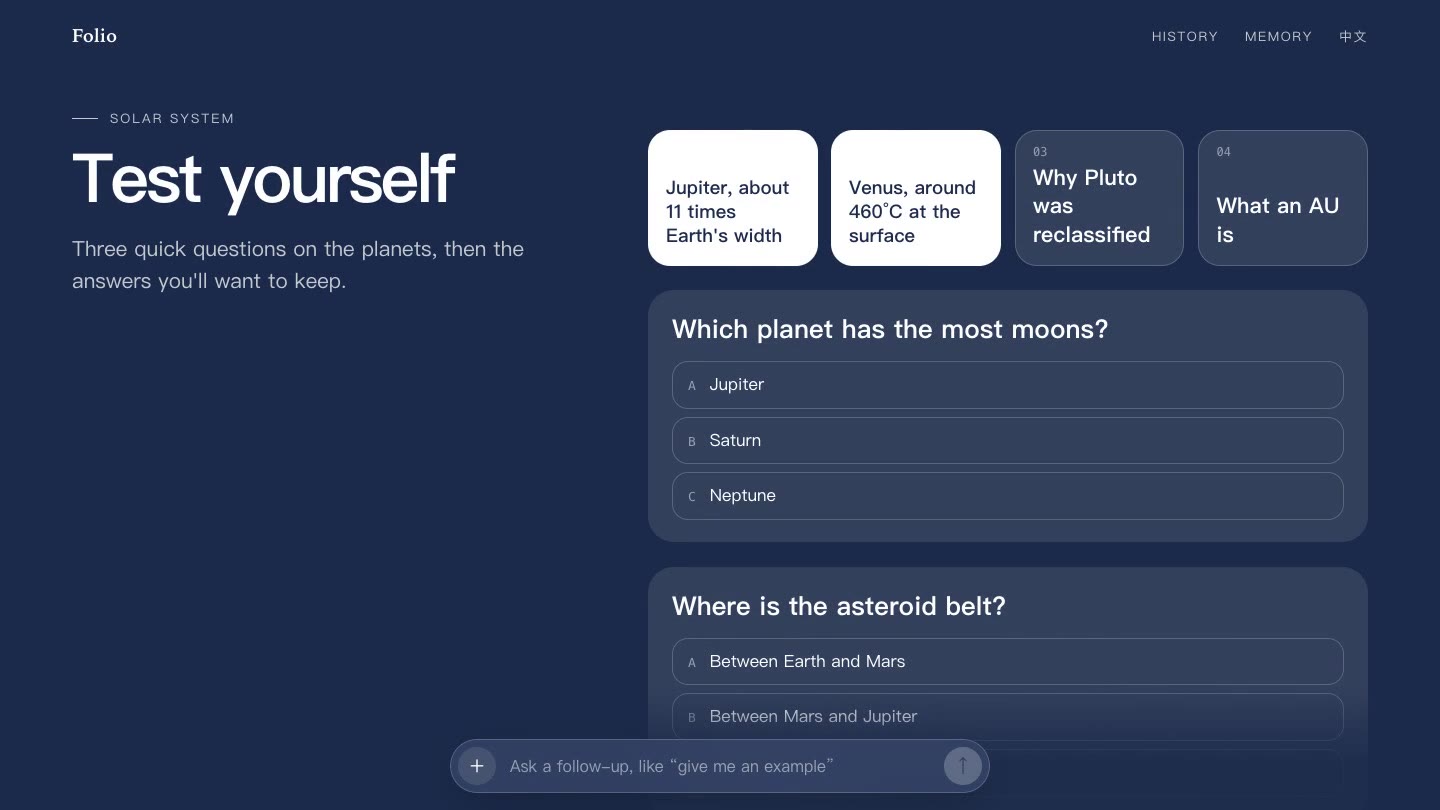 Folio
HISTORY
MEMORY
中文
SOLAR SYSTEM
Test yourself
Three quick questions on the planets, then the
answers you'll want to keep.
Jupiter, about
11 times
Earth's width
Venus, around
460°C at the
surface
03
Why Pluto
was
reclassified
04
What an AU
is
Which planet has the most moons?
A Jupiter
B Saturn
C Neptune
Where is the asteroid belt?
A Between Earth and Mars
B Between Mars and Jupiter
Ask a follow-up, like “give me an example”